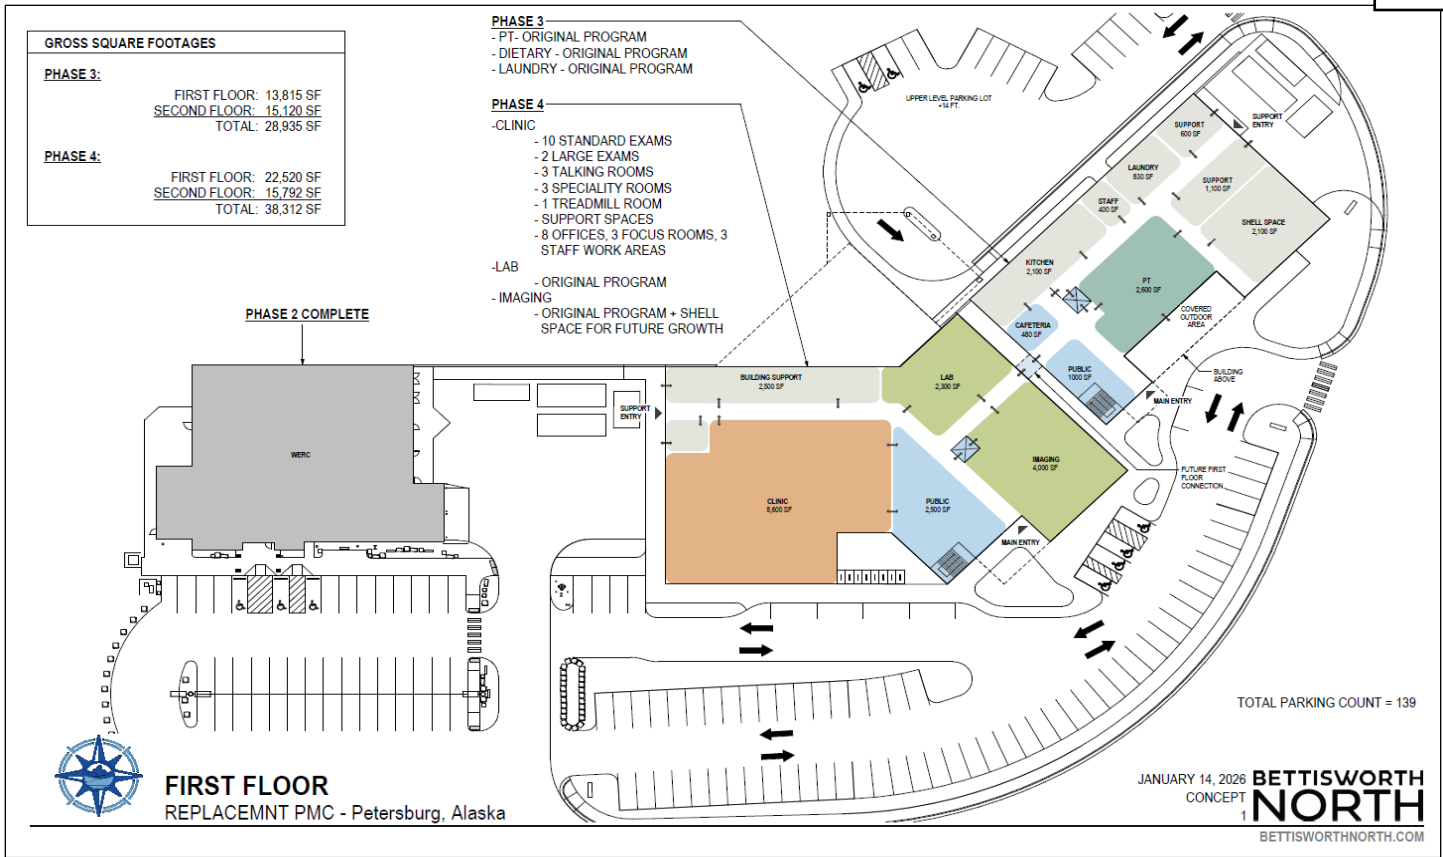 GROSS SQUARE FOOTAGES
PHASE 3:
FIRST FLOOR: 13,815 SF
SECOND FLOOR: 15,120 SF
TOTAL: 28,935 SF
PHASE 4:
FIRST FLOOR: 22,520 SF
SECOND FLOOR: 15,792 SF
TOTAL: 38,312 SF
PHASE 3
- PT- ORIGINAL PROGRAM
- DIETARY - ORIGINAL PROGRAM
- LAUNDRY - ORIGINAL PROGRAM
PHASE 4
-CLINIC
- 10 STANDARD EXAMS
- 2 LARGE EXAMS
- 3 TALKING ROOMS
- 3 SPECIALITY ROOMS
- 1 TREADMILL ROOM
- SUPPORT SPACES
- 8 OFFICES, 3 FOCUS ROOMS, 3
STAFF WORK AREAS
-LAB
- ORIGINAL PROGRAM
- IMAGING
- ORIGINAL PROGRAM + SHELL
SPACE FOR FUTURE GROWTH
PHASE 2 COMPLETE
UPPER LEVEL PARKING LOT
+14 FT.
SUPPORT
600 SF
SUPPORT
ENTRY
LAUNDRY
830 SF
SUPPORT
1,100 SF
STAFF
400 SF
SHELL SPACE
2,100 SF
KITCHEN
2,100 SF
PT
2,600 SF
COVERED
OUTDOOR
AREA
CAFETERIA
480 SF
PUBLIC
1000 SF
BUILDING
ABOVE
MAIN ENTRY
BUILDING SUPPORT
2,500 SF
LAB
2,300 SF
SUPPORT
ENTRY
WERC
IMAGING
4,000 SF
FUTURE FIRST
FLOOR
CONNECTION
CLINIC
8,600 SF
PUBLIC
2,500 SF
MAIN ENTRY
TOTAL PARKING COUNT = 139
FIRST FLOOR
REPLACEMNT PMC - Petersburg, Alaska
JANUARY 14, 2026
CONCEPT
1
BETTISWORTH
NORTH
BETTISWORTHNORTH.COM